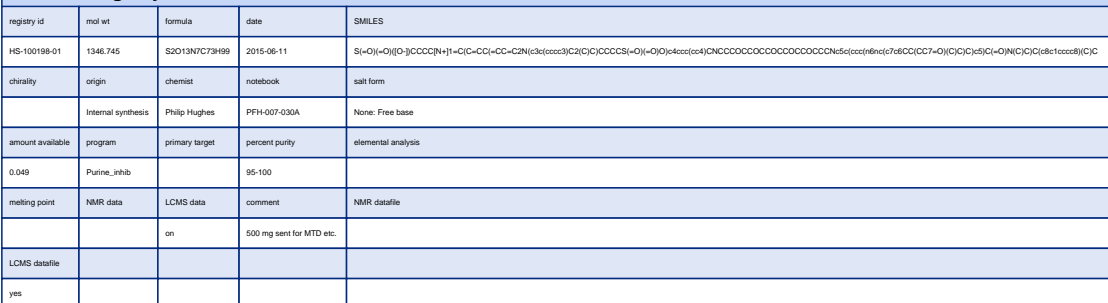 registry id mol wt formula date SMILES
HS-100198-01 1346.745 S2O13N7C73H99 2015-06-11 S(=O)(=O)([O-])CCCC[N+]1=C(C=CC(=CC=C2N(c3c(cccc3)C2(C)C)CCCCS(=O)(=O)O)c4ccc(cc4)CNCCCOCCOCCOCCOCCOCCCNc5c(ccc(n6nc(c7c6CC(CC7=O)(C)C)C)c5)C(=O)N(C)C)C(c8c1cccc8)(C)C
chirality origin chemist notebook salt form
Internal synthesis Philip Hughes PFH-007-030A None: Free base
amount available program primary target percent purity elemental analysis
0.049 Purine_inhib 95-100
melting point NMR data LCMS data comment NMR datafile
on 500 mg sent for MTD etc.
LCMS datafile
yes